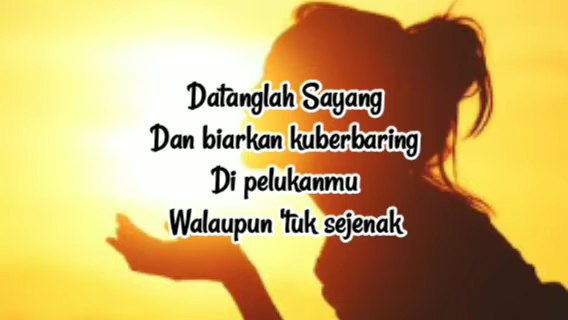 Datanglah Sayang
Dan biarkan kuberbaring
Di pelukanmu
Walaupun 'tuk sejenak